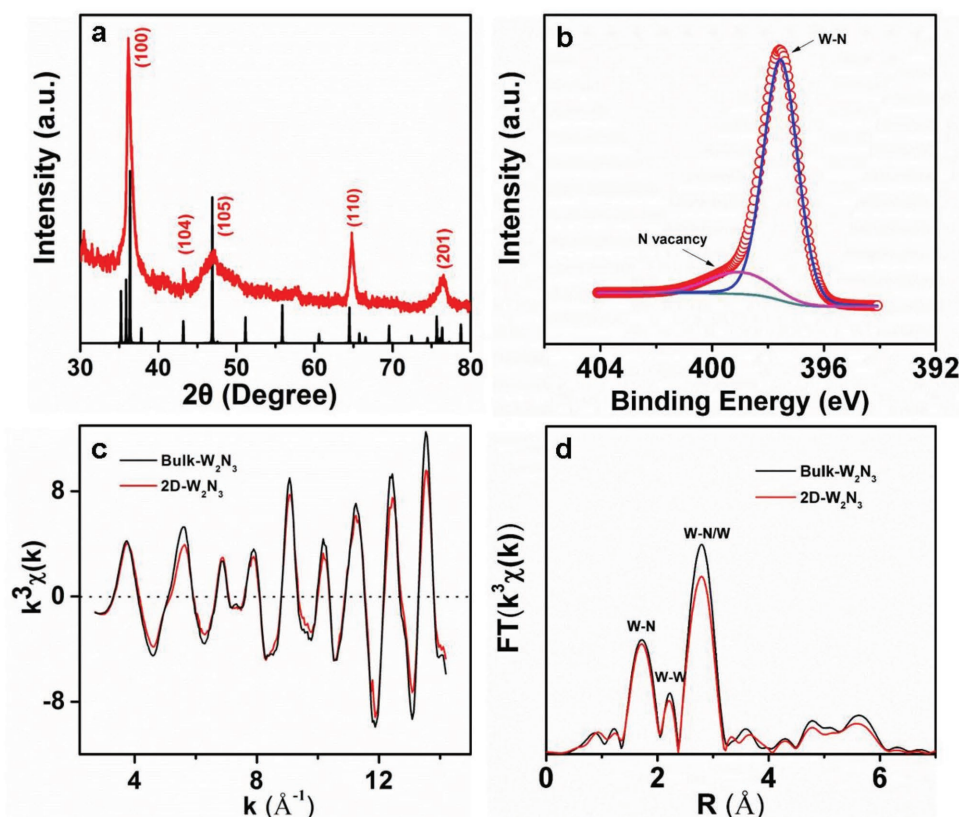 a
(100)
(104)
(105)
(110)
(201)
Intensity (a.u.)
30 40 50 60 70 80
2θ (Degree)
b
W-N
N vacancy
Intensity (a.u.)
404 400 396 392
Binding Energy (eV)
c
Bulk-W₂N₃
2D-W₂N₃
8
0
-8
k³χ(k)
4 8 12
k (Å⁻¹)
d
Bulk-W₂N₃
2D-W₂N₃
W-N/W
W-N
W-W
FT(k³χ(k))
0 2 4 6
R (Å)